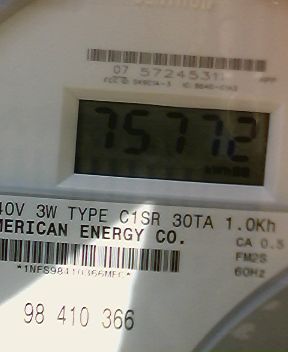 07 5724531
75772
40V 3W TYPE C1SR 30TA 1.0Kh
MERICAN ENERGY CO.
CA 0.5
FM2S
60Hz
*1NFS98410366MEC*
98 410 366